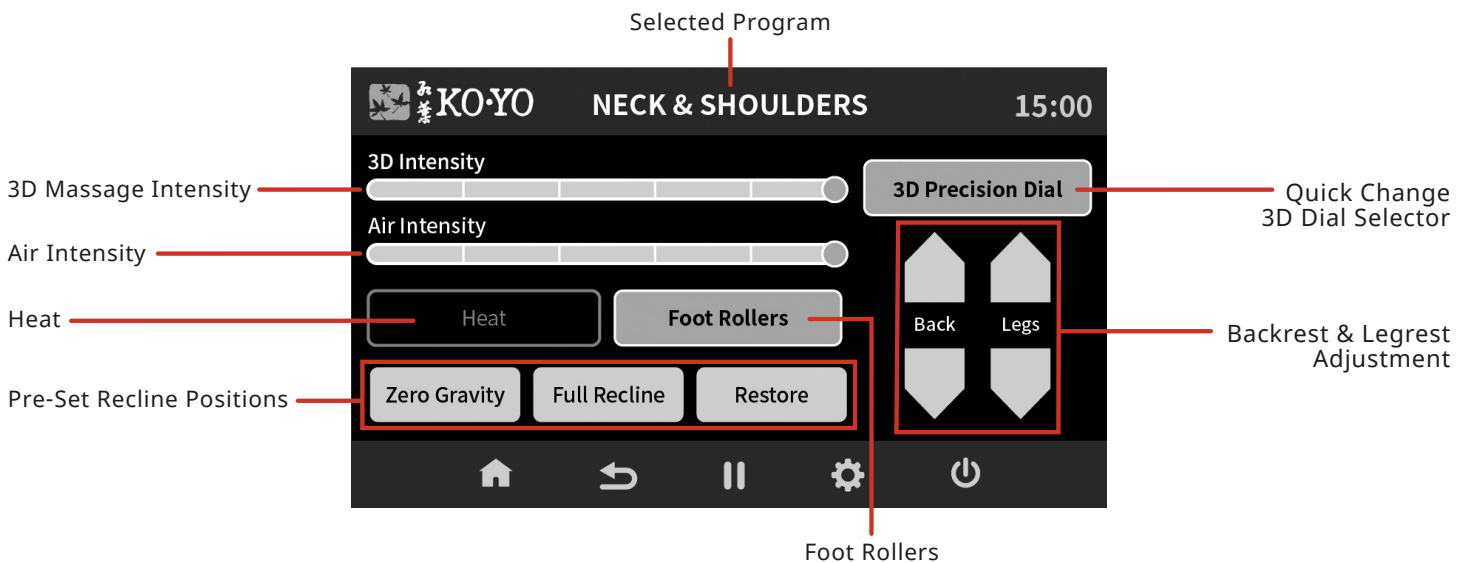 Selected Program
み葉
KO·YO
NECK & SHOULDERS
15:00
3D Intensity
3D Massage Intensity
3D Precision Dial
Quick Change
3D Dial Selector
Air Intensity
Air Intensity
Heat
Heat
Foot Rollers
Back
Legs
Backrest & Legrest
Adjustment
Pre-Set Recline Positions
Zero Gravity
Full Recline
Restore
Foot Rollers